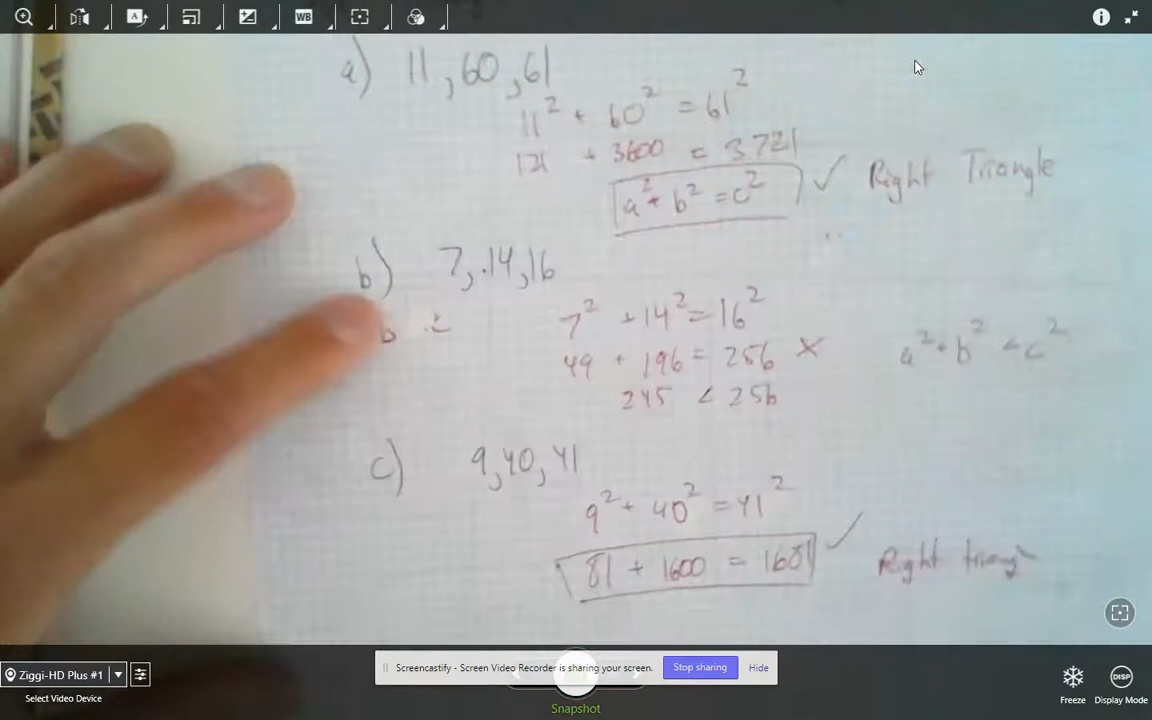 WB
a) 11, 60, 61
11² + 60² = 61²
121 + 3600 = 3721
a² + b² = c² ✓ Right Triangle
b) 7, 14, 16
7² + 14² = 16²
49 + 196 = 256 ×
a² + b² < c²
245 < 256
c) 9, 40, 41
9² + 40² = 41²
81 + 1600 = 1681 ✓
Right triangle
Screencastify - Screen Video Recorder is sharing your screen. Stop sharing Hide
Ziggi-HD Plus #1
Select Video Device
Snapshot
Freeze
DISP
Display Mode